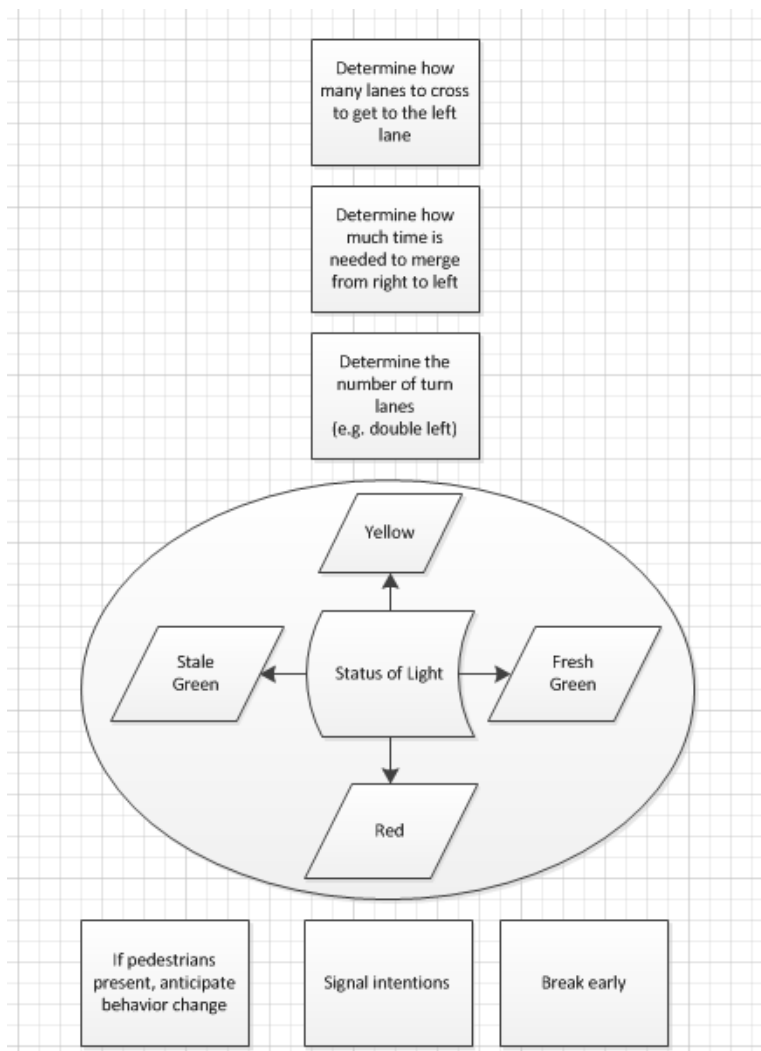 Determine how
many lanes to cross
to get to the left
lane
Determine how
much time is
needed to merge
from right to left
Determine the
number of turn
lanes
(e.g. double left)
Yellow
Stale
Green
Status of Light
Fresh
Green
Red
If pedestrians
present, anticipate
behavior change
Signal intentions
Break early